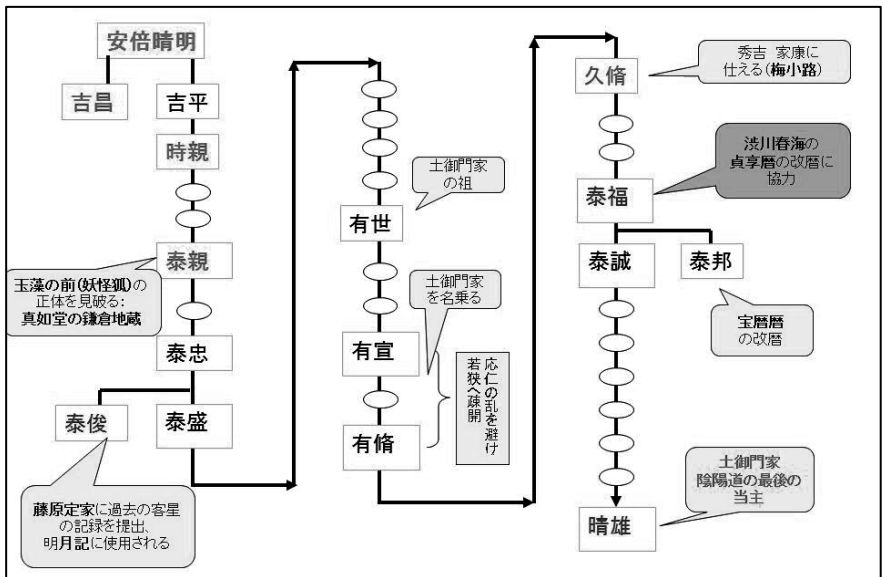 安倍晴明
吉昌
吉平
時親
泰親
玉藻の前(妖怪狐)の
正体を見破る:
真如堂の鎌倉地蔵
泰忠
泰俊
泰盛
藤原定家に過去の客星
の記録を提出、
明月記に使用される
土御門家
の祖
有世
土御門家
を名乗る
有宣
応仁の乱を避け
若狭へ疎開
有脩
秀吉 家康に
仕える(梅小路)
久脩
渋川春海の
貞享暦の改暦に
協力
泰福
泰誠
泰邦
宝暦暦
の改暦
土御門家
陰陽道の最後の
当主
晴雄